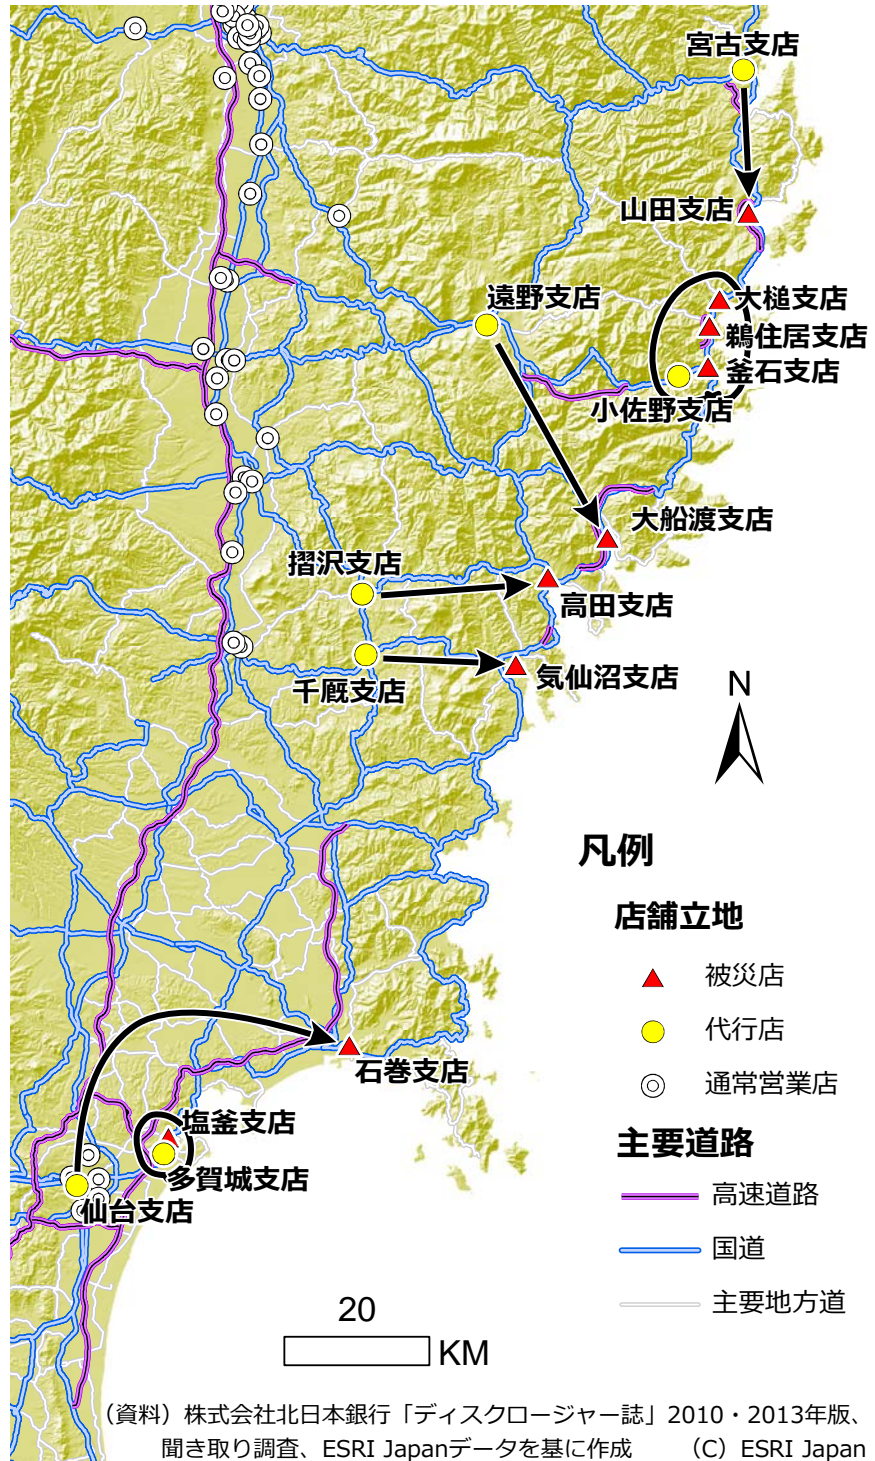 宮古支店
山田支店
遠野支店
大槌支店
鵜住居支店
釜石支店
小佐野支店
大船渡支店
摺沢支店
高田支店
千厩支店
気仙沼支店
N
凡例
店舗立地
被災店
代行店
通常営業店
石巻支店
塩釜支店
多賀城支店
仙台支店
主要道路
高速道路
国道
主要地方道
20
KM
（資料）株式会社北日本銀行「ディスクロージャー誌」2010・2013年版、
聞き取り調査、ESRI Japanデータを基に作成　　（C）ESRI Japan